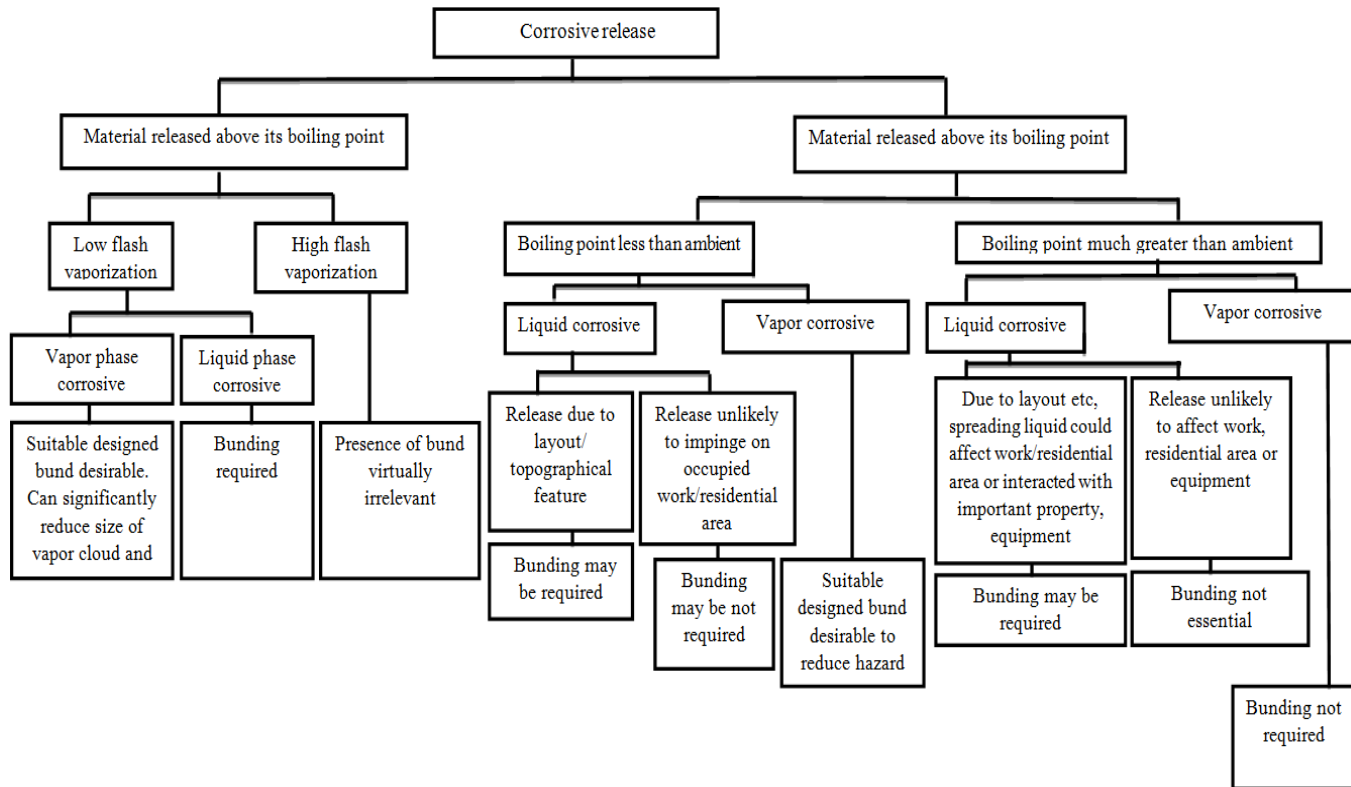 Corrosive release
Material released above its boiling point
Material released above its boiling point
Low flash
vaporization
High flash
vaporization
Boiling point less than ambient
Boiling point much greater than ambient
Vapor phase
corrosive
Liquid phase
corrosive
Liquid corrosive
Vapor corrosive
Liquid corrosive
Vapor corrosive
Suitable designed
bund desirable.
Can significantly
reduce size of
vapor cloud and
Bunding
required
Presence of bund
virtually
irrelevant
Release due to
layout/
topographical
feature
Release unlikely
to impinge on
occupied
work/residential
area
Due to layout etc,
spreading liquid could
affect work/residential
area or interacted with
important property,
equipment
Release unlikely
to affect work,
residential area or
equipment
Bunding may
be required
Bunding
may be not
required
Suitable
designed bund
desirable to
reduce hazard
Bunding may be
required
Bunding not
essential
Bunding not
required